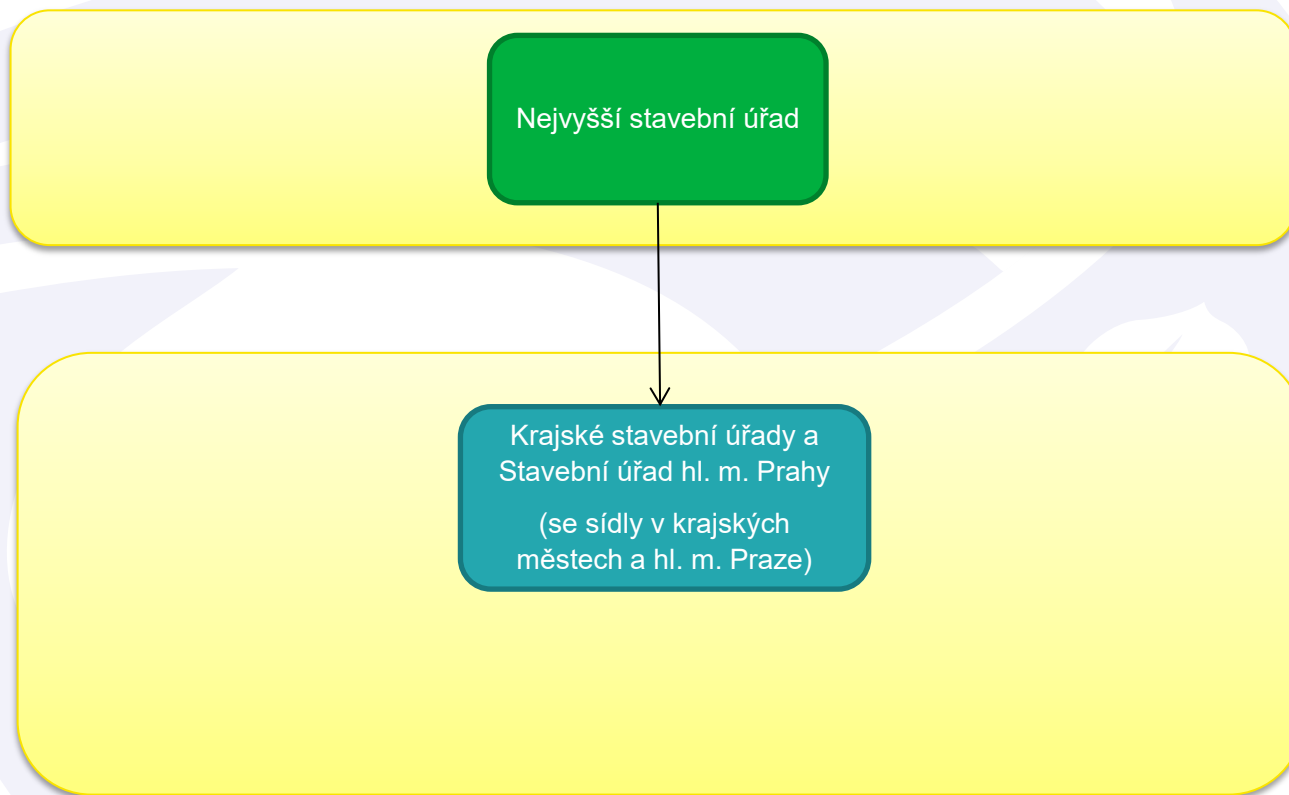 Nejvyšší stavební úřad
Krajské stavební úřady a
Stavební úřad hl. m. Prahy
(se sídly v krajských
městech a hl. m. Praze)